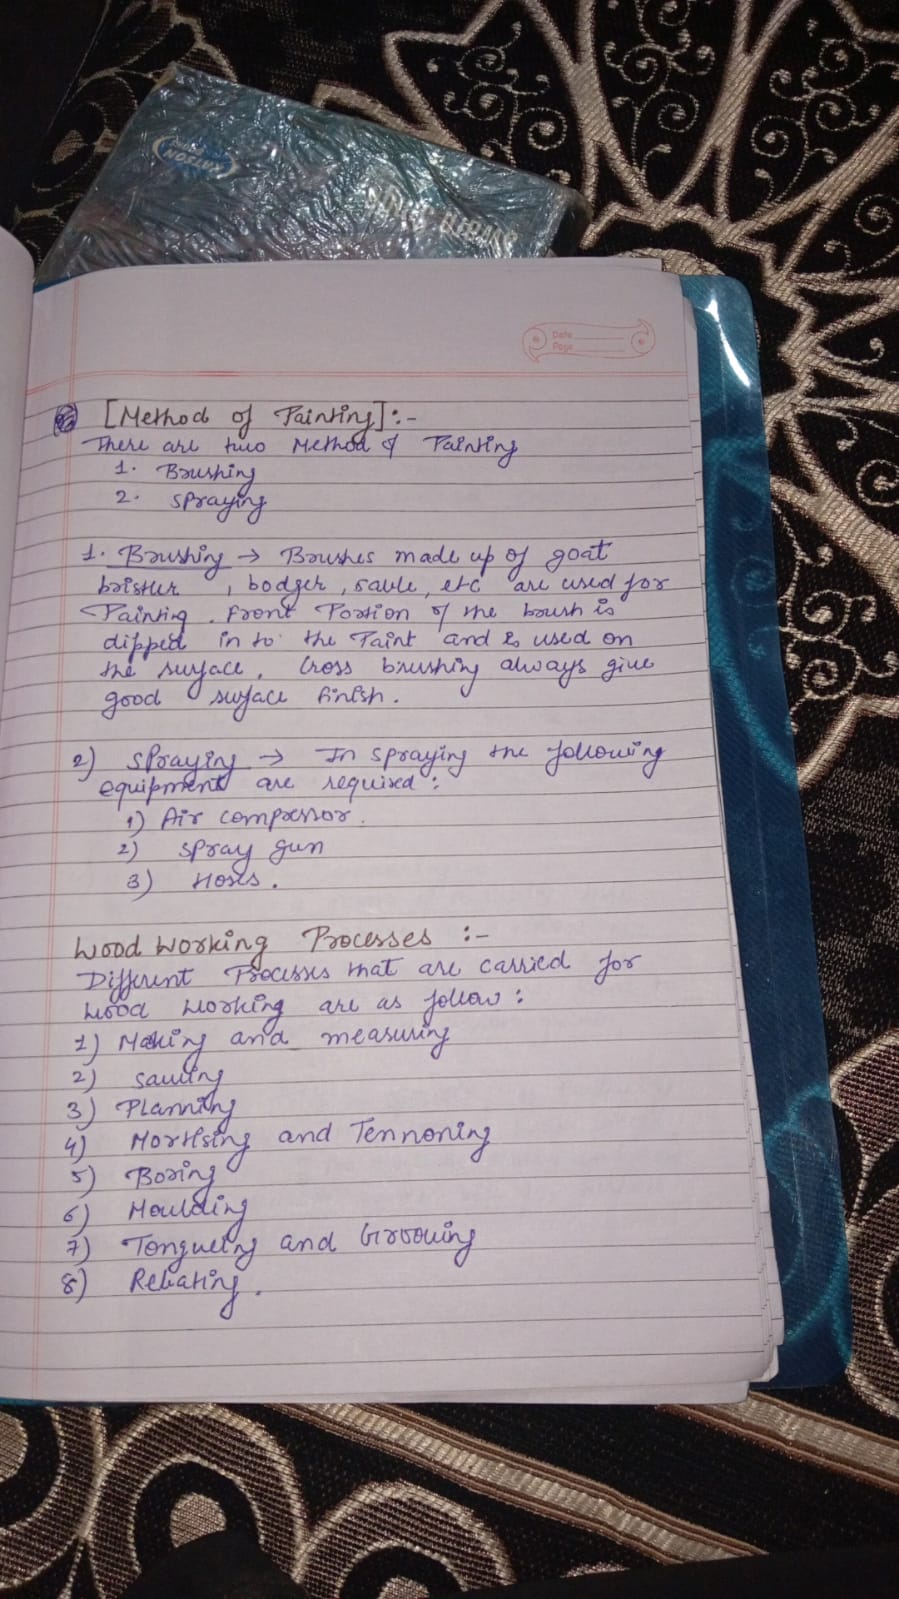 WATSON
Date
Page
[Method of Painting]:-
There are two Method of Painting
1. Brushing
2. Spraying
1. Brushing → Brushes made up of goat
, bodger, sable, etc are used for
Painting. Front Portion of the brush is
dipped in to the Paint and is used on
the surface. Cross brushing always give
good surface finish.
2) Spraying → In spraying the following
equipment are required:
1) Air compressor.
2) Spray gun
3) Hoses.
Wood Working Processes :-
Different Processes that are carried for
wood working are as follow:
1) Making and measuring
2) Sawing
3) Planning
4) Mortising and Tennoning
5) Boring
6) Moulding
7) Tongueing and Grooving
8) Rebating.